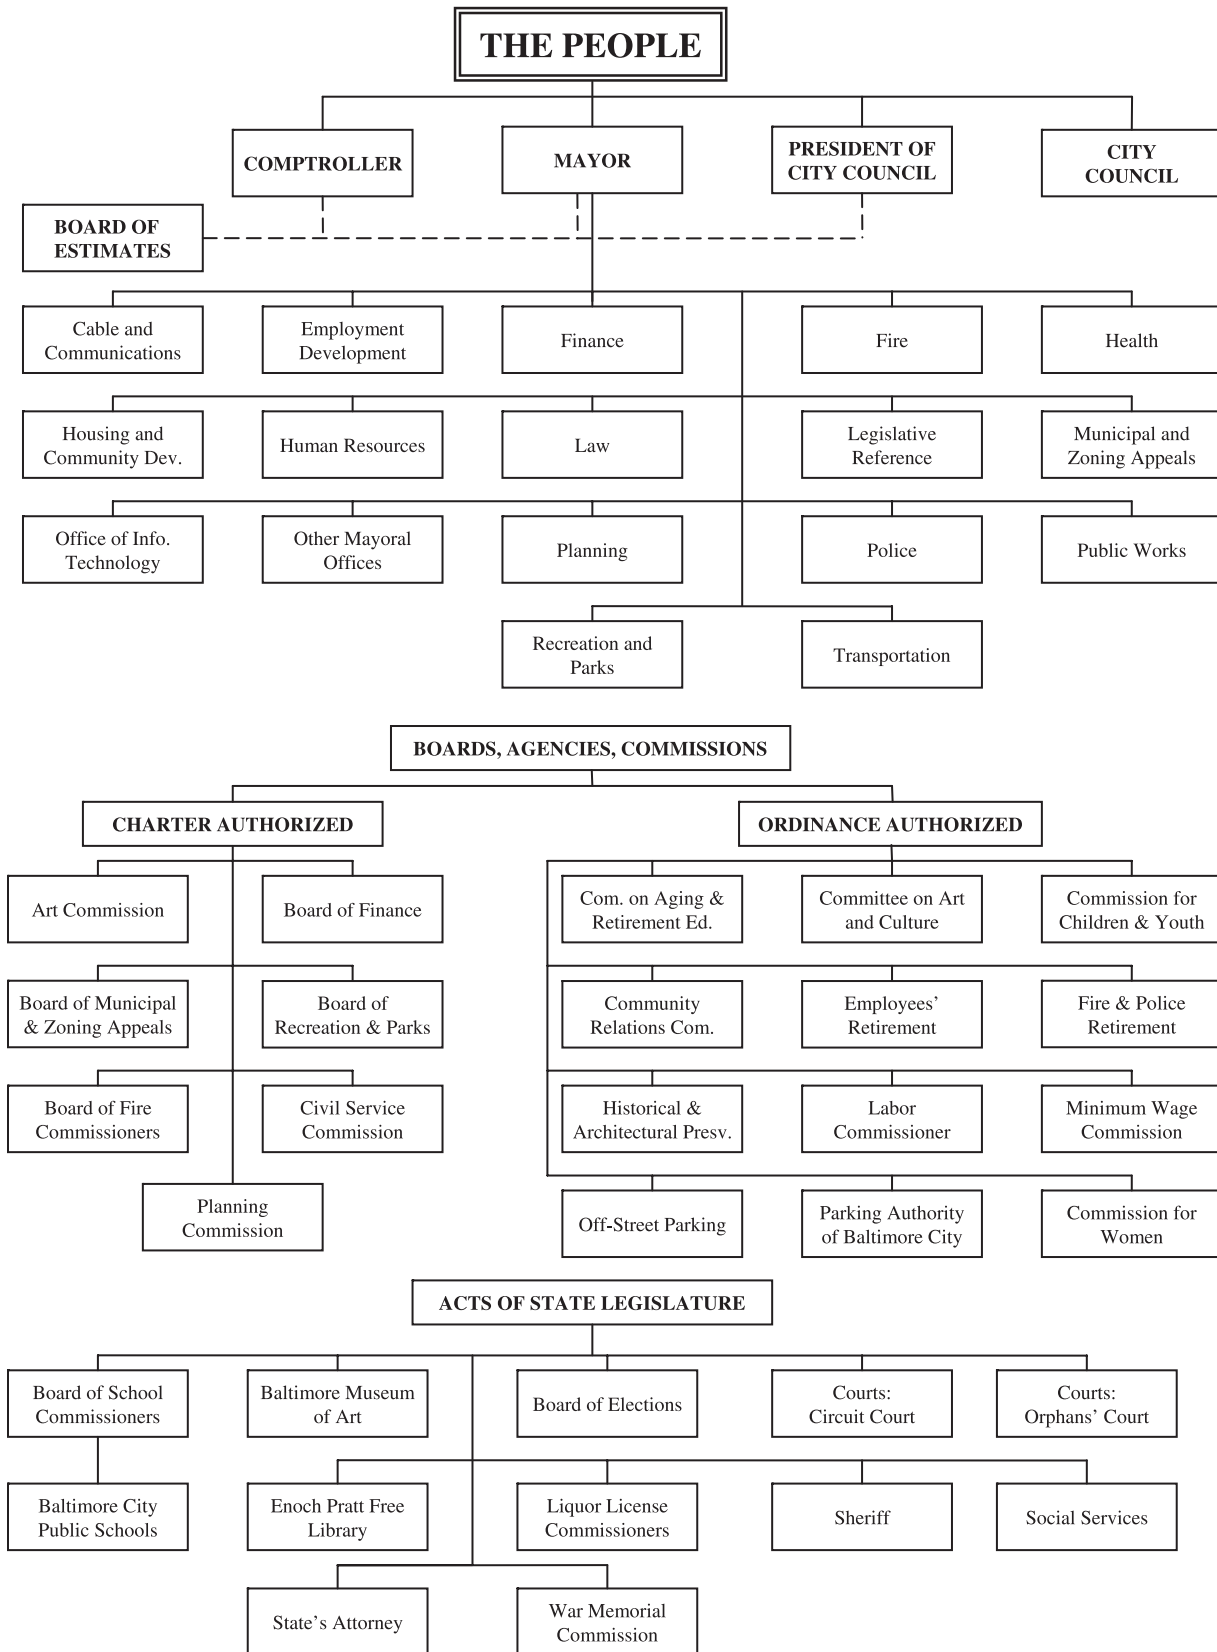 THE PEOPLE
COMPTROLLER
MAYOR
PRESIDENT OF
CITY COUNCIL
CITY
COUNCIL
BOARD OF
ESTIMATES
Cable and
Communications
Employment
Development
Finance
Fire
Health
Housing and
Community Dev.
Human Resources
Law
Legislative
Reference
Municipal and
Zoning Appeals
Office of Info.
Technology
Other Mayoral
Offices
Planning
Police
Public Works
Recreation and
Parks
Transportation
BOARDS, AGENCIES, COMMISSIONS
CHARTER AUTHORIZED
Art Commission
Board of Finance
Board of Municipal
& Zoning Appeals
Board of
Recreation & Parks
Board of Fire
Commissioners
Civil Service
Commission
Planning
Commission
ORDINANCE AUTHORIZED
Com. on Aging &
Retirement Ed.
Committee on Art
and Culture
Commission for
Children & Youth
Community
Relations Com.
Employees’
Retirement
Fire & Police
Retirement
Historical &
Architectural Presv.
Labor
Commissioner
Minimum Wage
Commission
Off-Street Parking
Parking Authority
of Baltimore City
Commission for
Women
ACTS OF STATE LEGISLATURE
Board of School
Commissioners
Baltimore Museum
of Art
Board of Elections
Courts:
Circuit Court
Courts:
Orphans’ Court
Baltimore City
Public Schools
Enoch Pratt Free
Library
Liquor License
Commissioners
Sheriff
Social Services
State’s Attorney
War Memorial
Commission